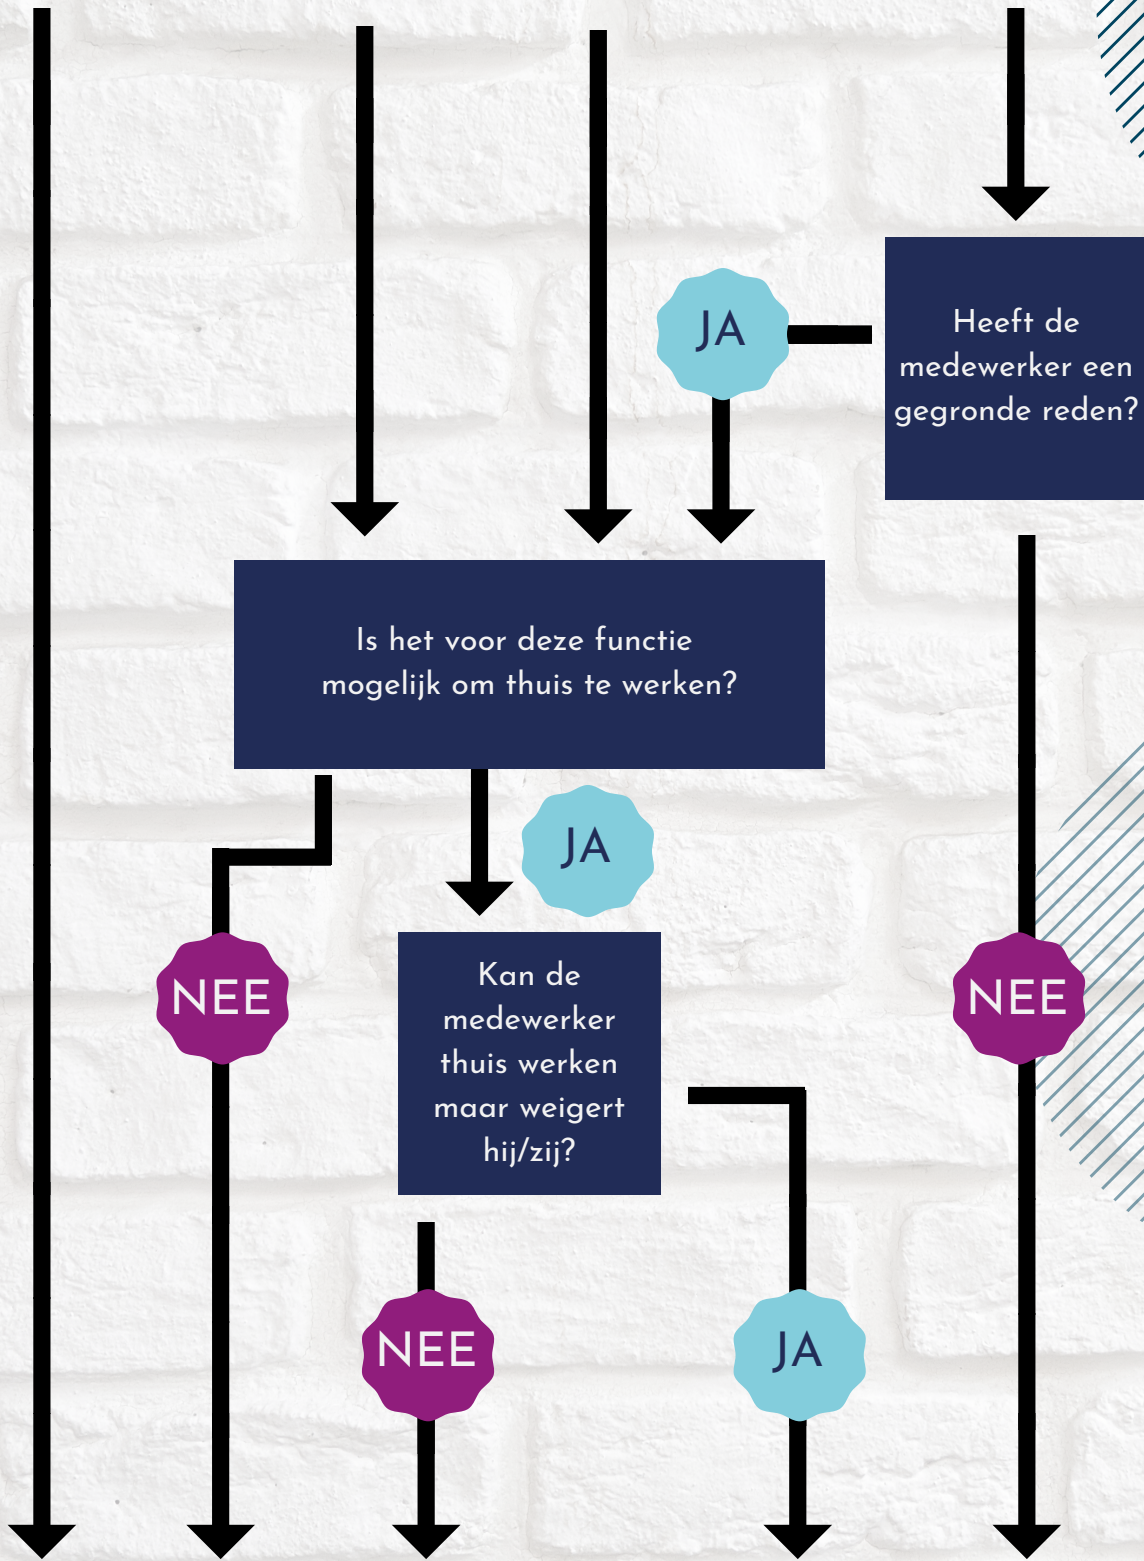 JA
Heeft de
medewerker een
gegronde reden?
Is het voor deze functie
mogelijk om thuis te werken?
JA
NEE
Kan de
medewerker
thuis werken
maar weigert
hij/zij?
NEE
NEE
JA